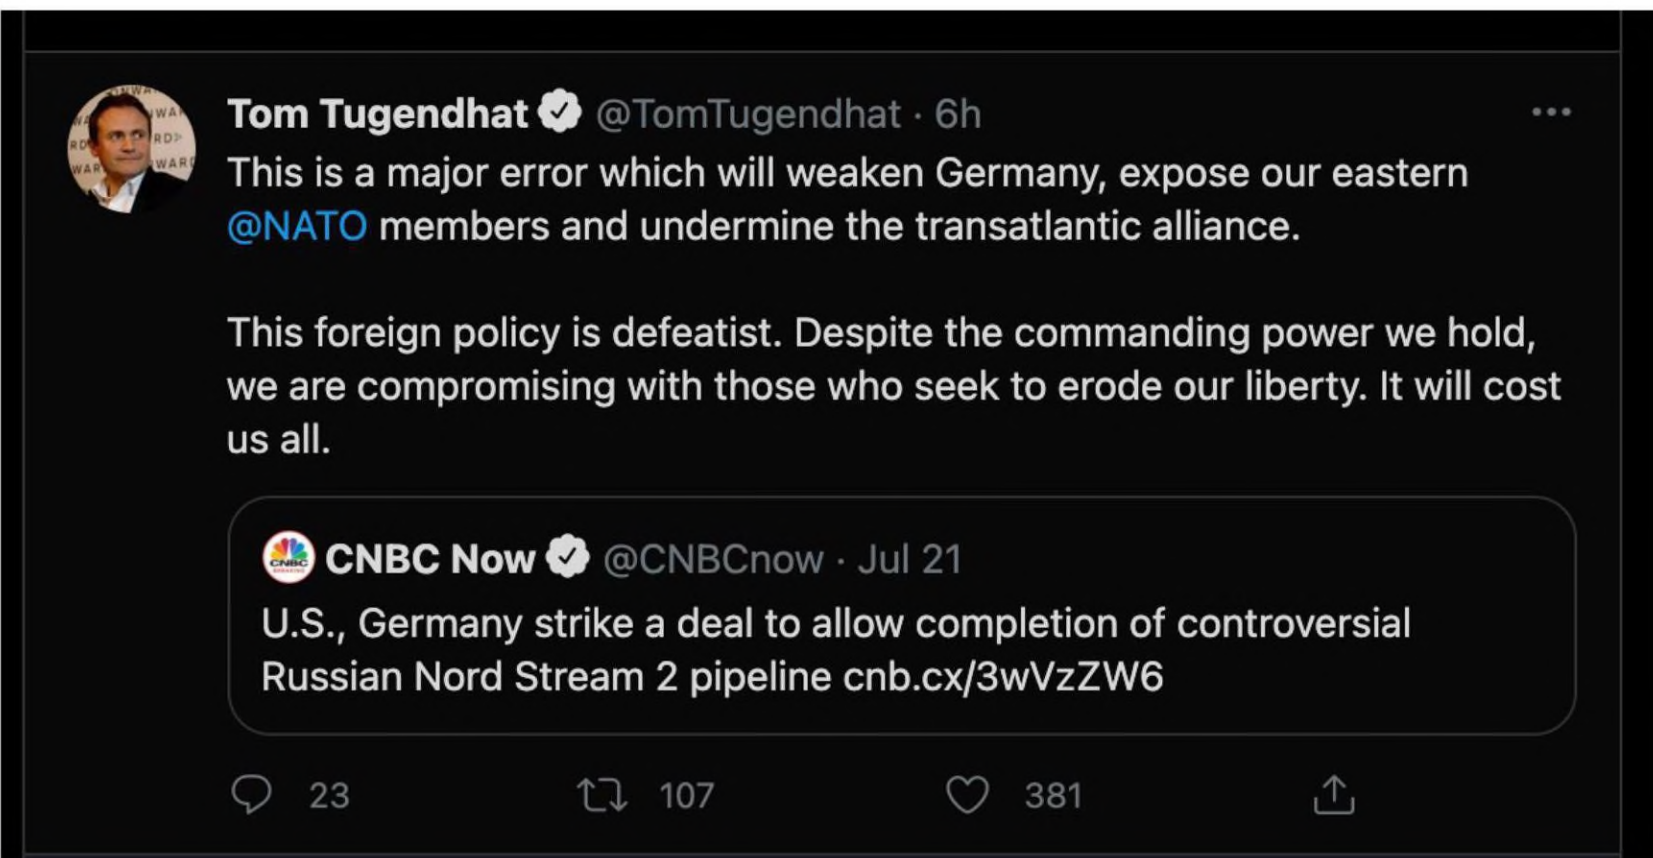 Tom Tugendhat @TomTugendhat · 6h
This is a major error which will weaken Germany, expose our eastern
@NATO members and undermine the transatlantic alliance.
This foreign policy is defeatist. Despite the commanding power we hold,
we are compromising with those who seek to erode our liberty. It will cost
us all.
CNBC
CNBC Now @CNBCnow · Jul 21
U.S., Germany strike a deal to allow completion of controversial
Russian Nord Stream 2 pipeline cnb.cx/3wVzZW6
23 107 381